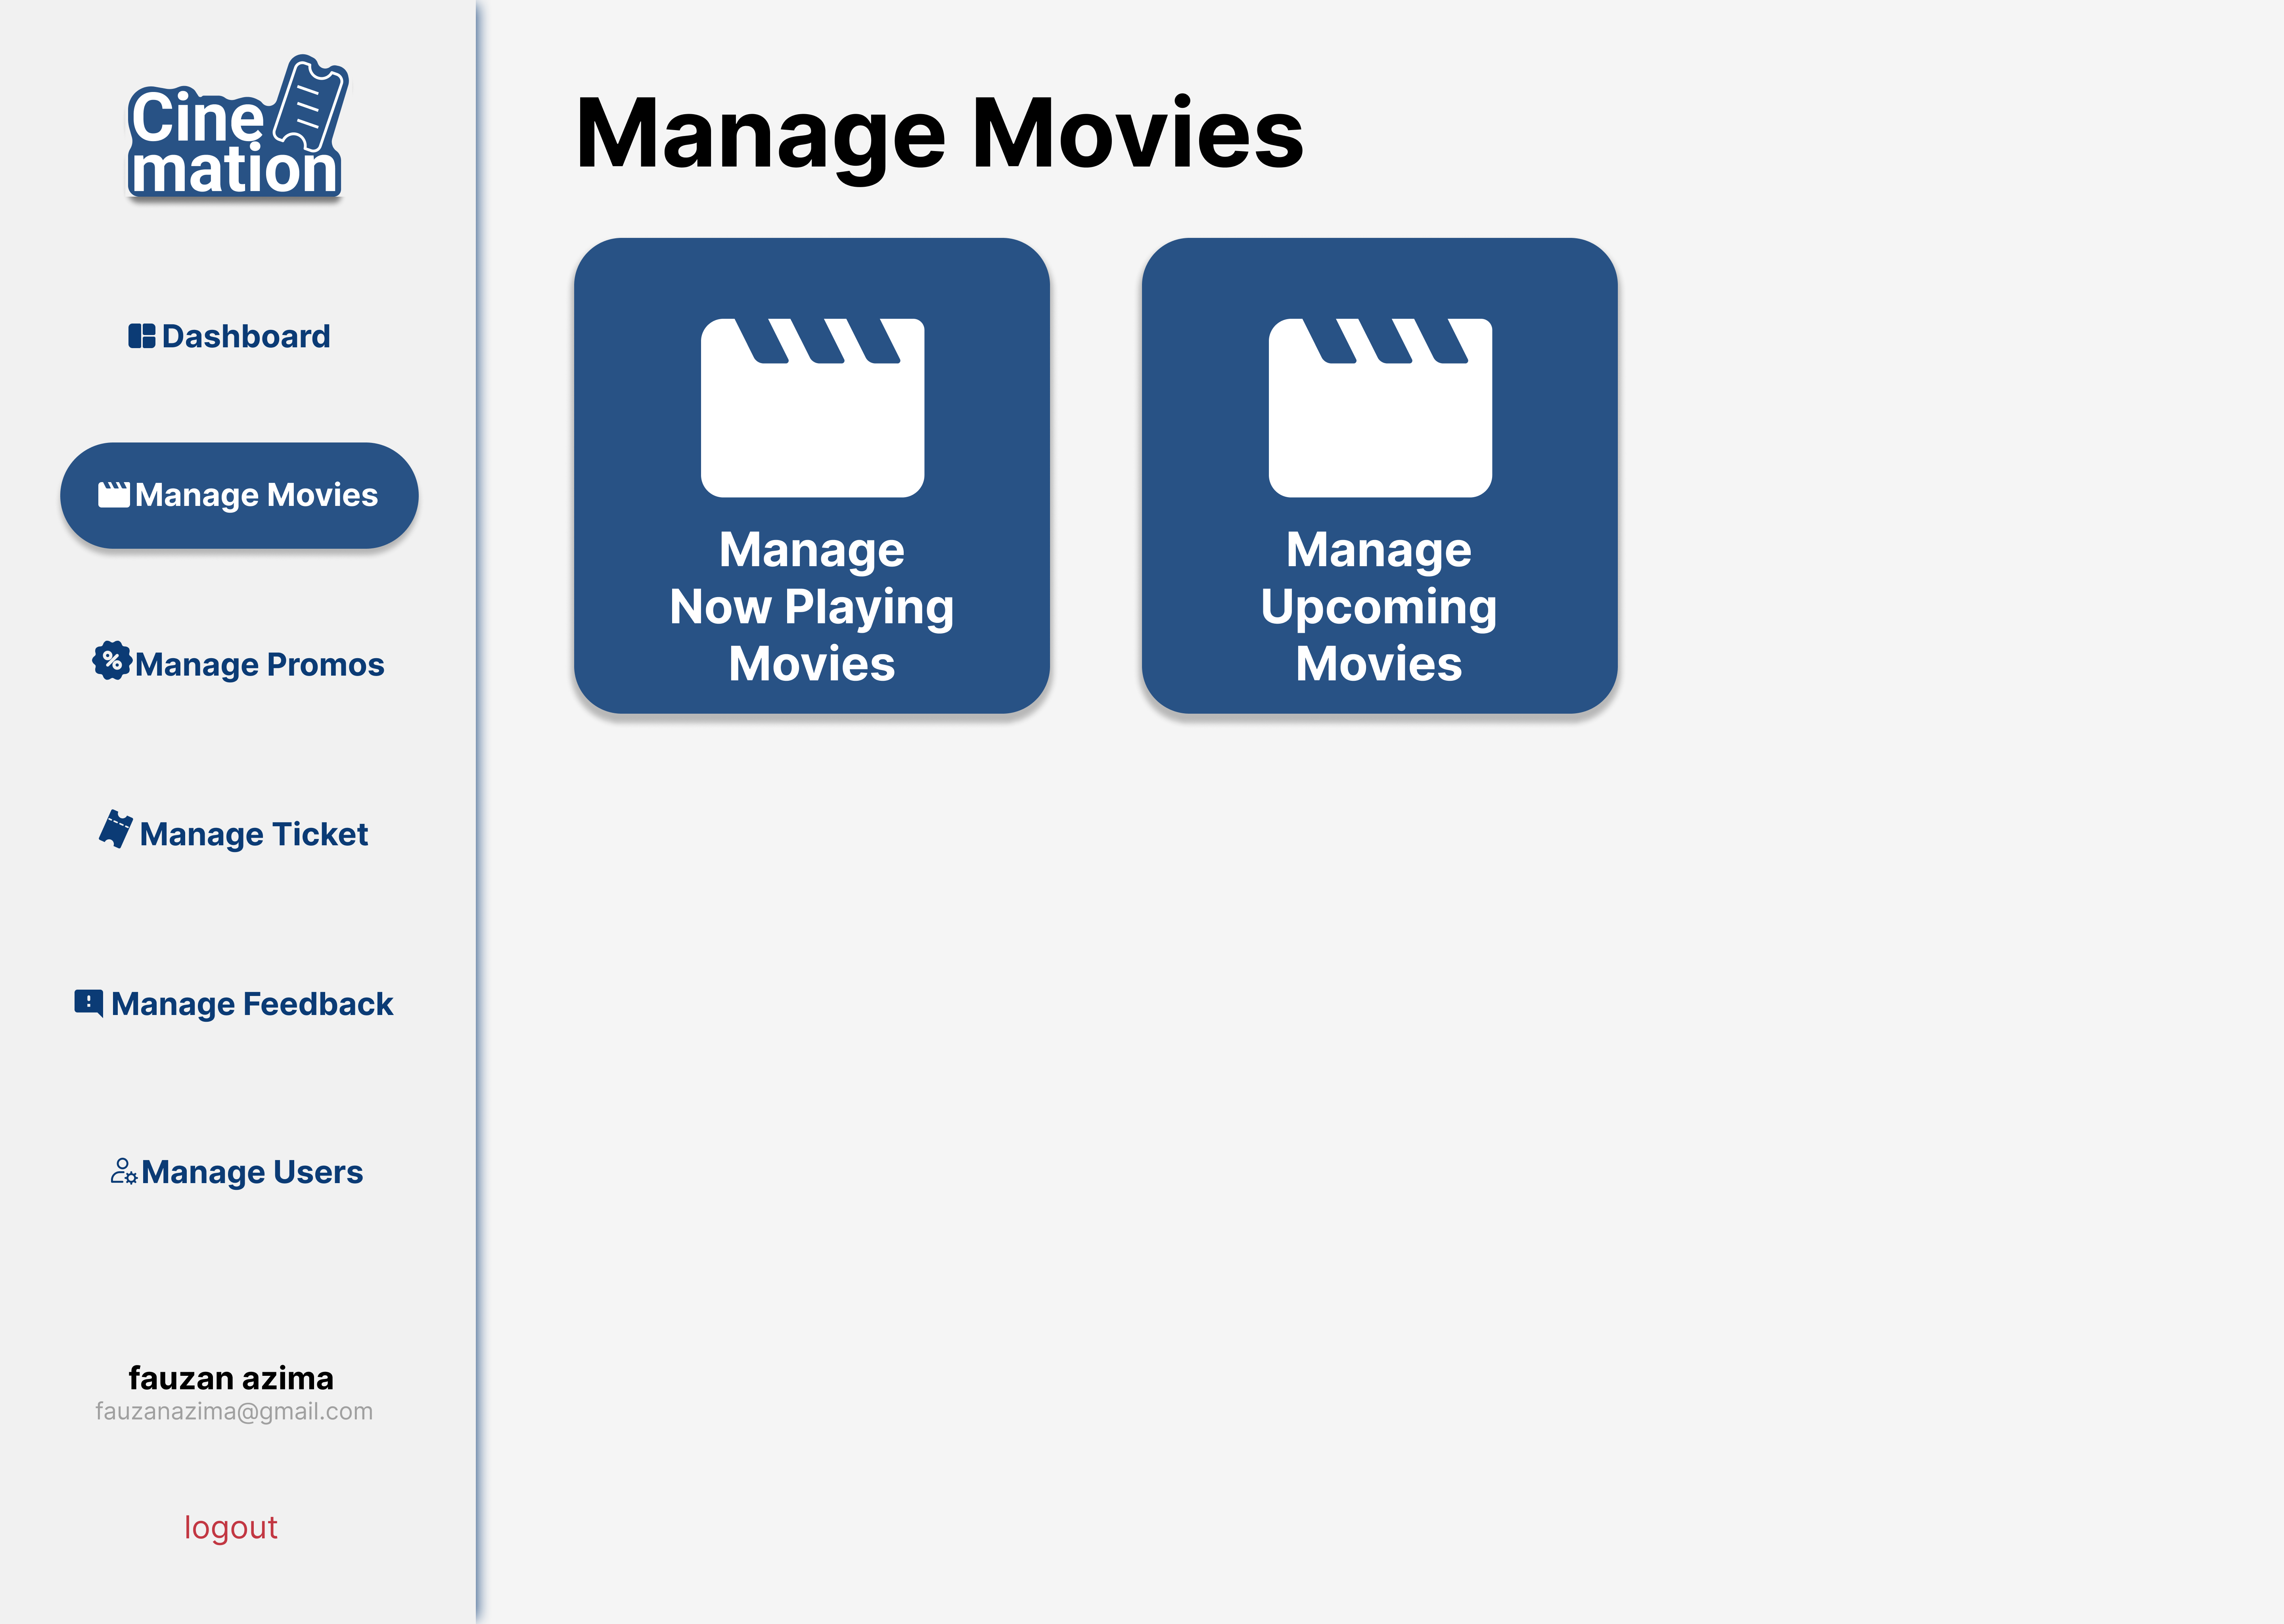 Cine
mation
Dashboard
Manage Movies
Manage Promos
Manage Ticket
Manage Feedback
Manage Users
fauzan azima
fauzanazima@gmail.com
logout
Manage Movies
Manage
Now Playing
Movies
Manage
Upcoming
Movies